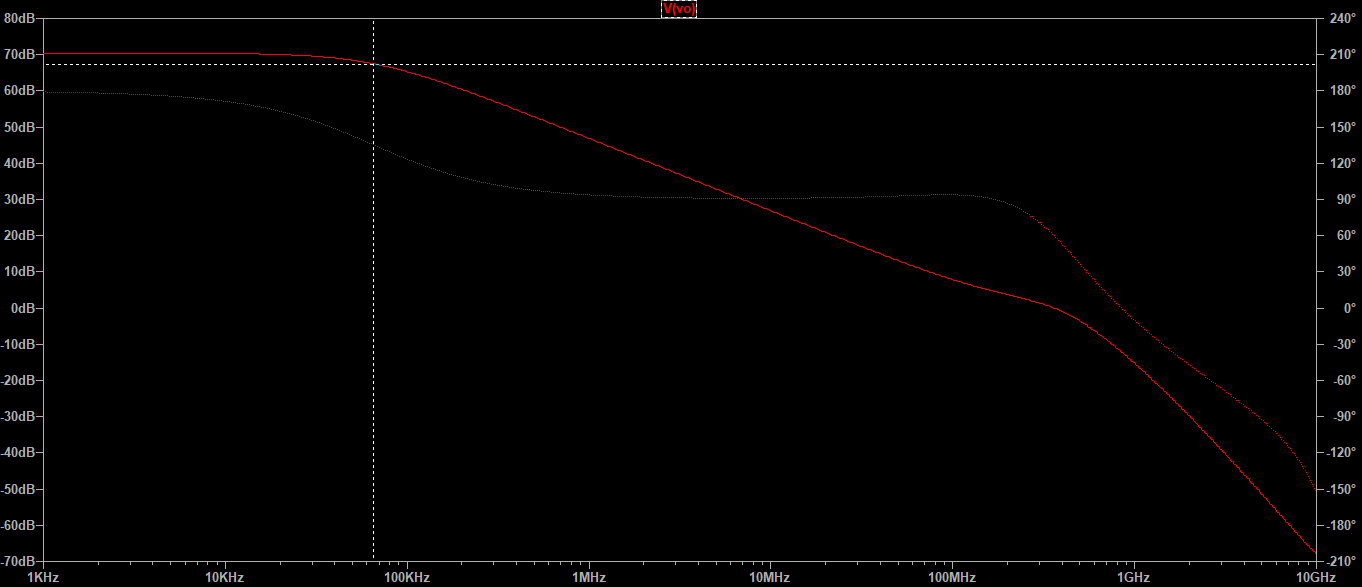 V(vo)
80dB 240°
70dB 210°
60dB 180°
50dB 150°
40dB 120°
30dB 90°
20dB 60°
10dB 30°
0dB 0°
-10dB -30°
-20dB -60°
-30dB -90°
-40dB -120°
-50dB -150°
-60dB -180°
-70dB -210°
1KHz 10KHz 100KHz 1MHz 10MHz 100MHz 1GHz 10GHz